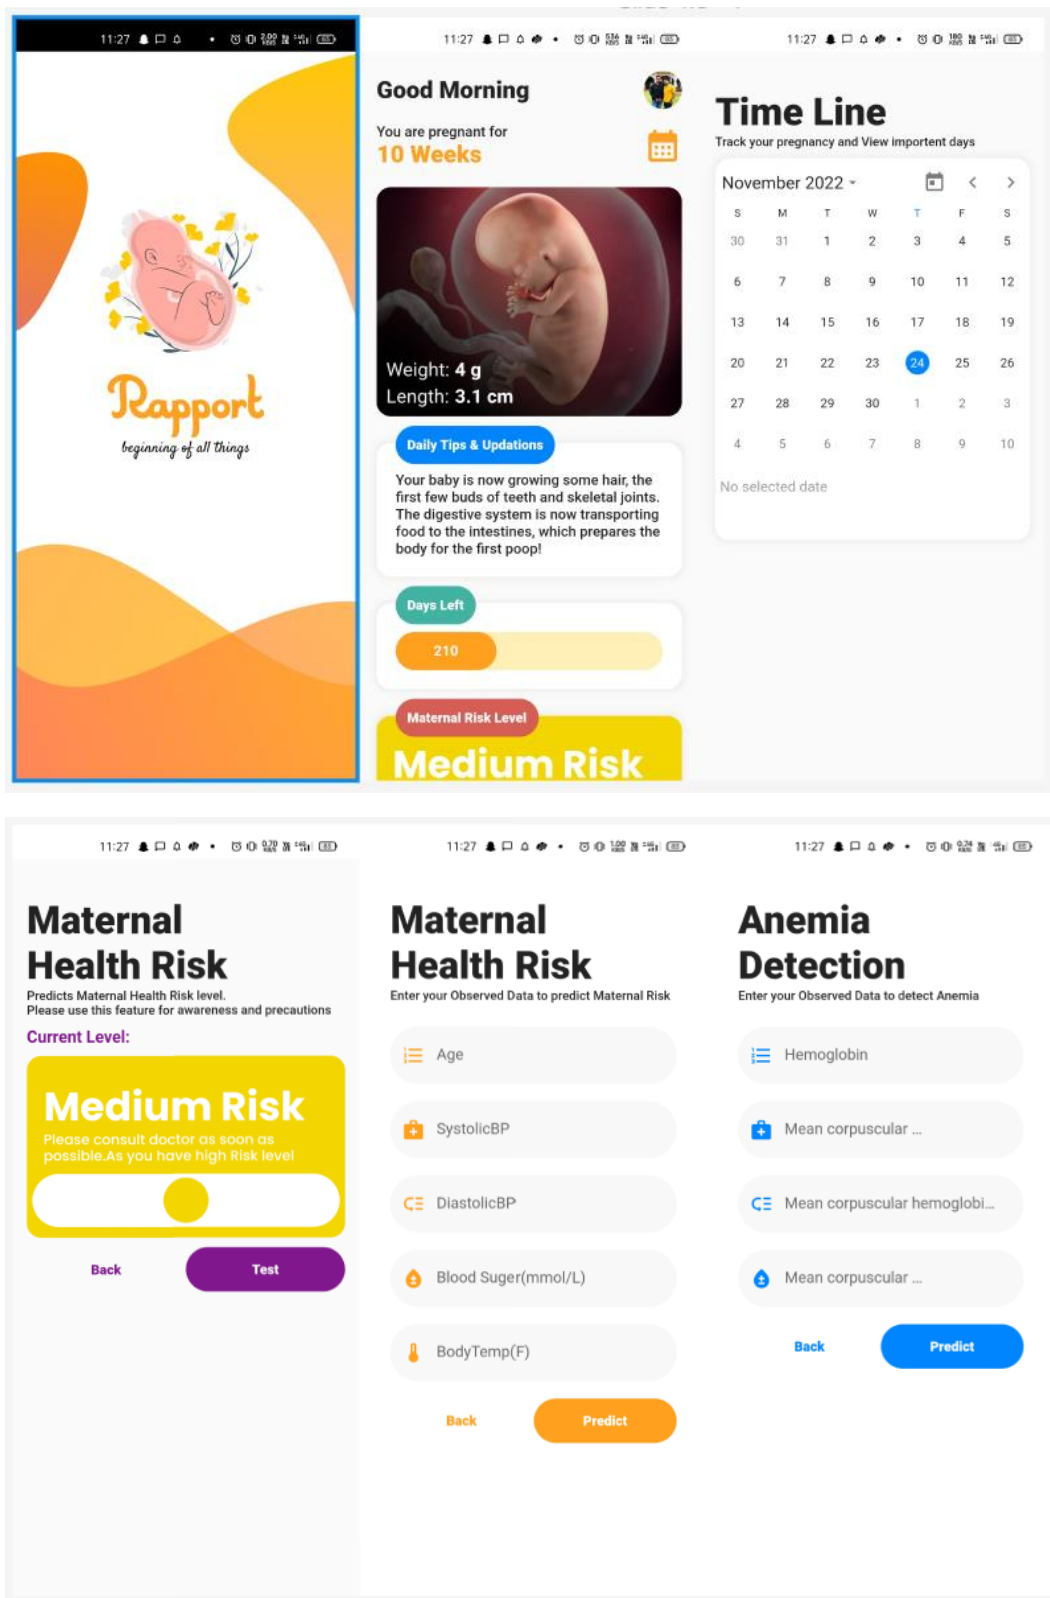 11:27
Rapport
beginning of all things
11:27
Good Morning
You are pregnant for
10 Weeks
Weight: 4 g
Length: 3.1 cm
Daily Tips & Updations
Your baby is now growing some hair, the
first few buds of teeth and skeletal joints.
The digestive system is now transporting
food to the intestines, which prepares the
body for the first poop!
Days Left
210
Maternal Risk Level
Medium Risk
11:27
Time Line
Track your pregnancy and View importent days
November 2022
S M T W T F S
30 31 1 2 3 4 5
6 7 8 9 10 11 12
13 14 15 16 17 18 19
20 21 22 23 24 25 26
27 28 29 30 1 2 3
4 5 6 7 8 9 10
No selected date
11:27
Maternal
Health Risk
Predicts Maternal Health Risk level.
Please use this feature for awareness and precautions
Current Level:
Medium Risk
Please consult doctor as soon as
possible.As you have high Risk level
Back Test
11:27
Maternal
Health Risk
Enter your Observed Data to predict Maternal Risk
Age
SystolicBP
DiastolicBP
Blood Suger(mmol/L)
BodyTemp(F)
Back Predict
11:27
Anemia
Detection
Enter your Observed Data to detect Anemia
Hemoglobin
Mean corpuscular ...
Mean corpuscular hemoglobi...
Mean corpuscular ...
Back Predict